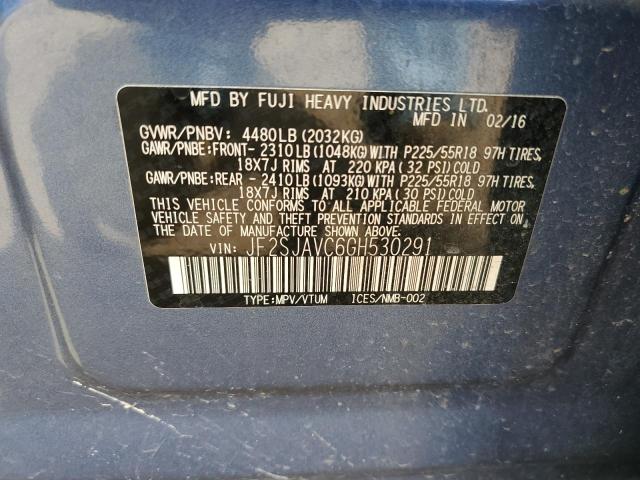 MFD BY FUJI HEAVY INDUSTRIES LTD.
MFD IN 02/16
GVWR/PNBV: 4480LB (2032KG)
GAWR/PNBE:FRONT- 2310LB (1048KG) WITH P225/55R18 97H TIRES,
18X7J RIMS AT 220 KPA ( 32 PSI) COLD
GAWR/PNBE:REAR - 2410LB (1093KG) WITH P225/55R18 97H TIRES,
18X7J RIMS AT 210 KPA ( 30 PSI) COLD
THIS VEHICLE CONFORMS TO ALL APPLICABLE FEDERAL MOTOR
VEHICLE SAFETY AND THEFT PREVENTION STANDARDS IN EFFECT ON
THE DATE OF MANUFACTURE SHOWN ABOVE.
VIN: JF2SJAVC6GH530291
TYPE:MPV/VTUM ICES/NMB-002